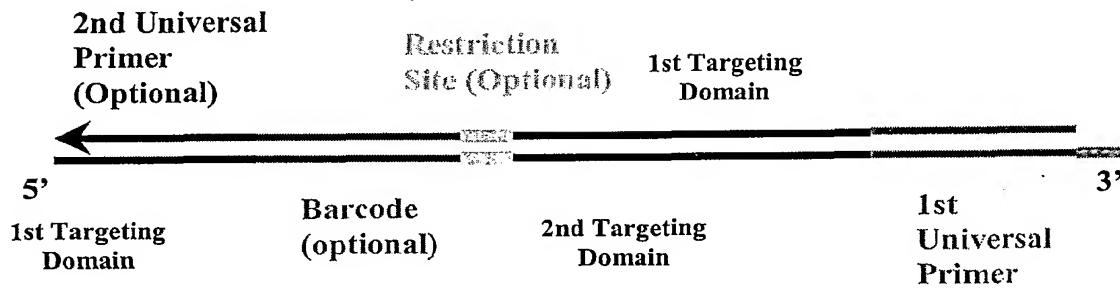 2nd Universal
Primer
(Optional)
Restriction
Site (Optional)
1st Targeting
Domain
5’
3’
1st Targeting
Domain
Barcode
(optional)
2nd Targeting
Domain
1st
Universal
Primer